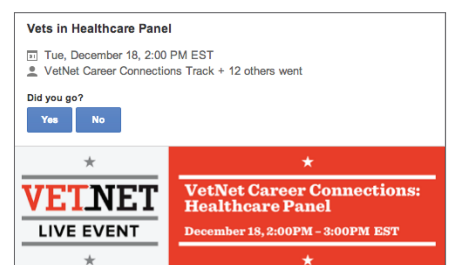 Vets in Healthcare Panel
31 Tue, December 18, 2:00 PM EST
VetNet Career Connections Track + 12 others went
Did you go?
Yes No
VETNET
LIVE EVENT
VetNet Career Connections:
Healthcare Panel
December 18, 2:00PM – 3:00PM EST